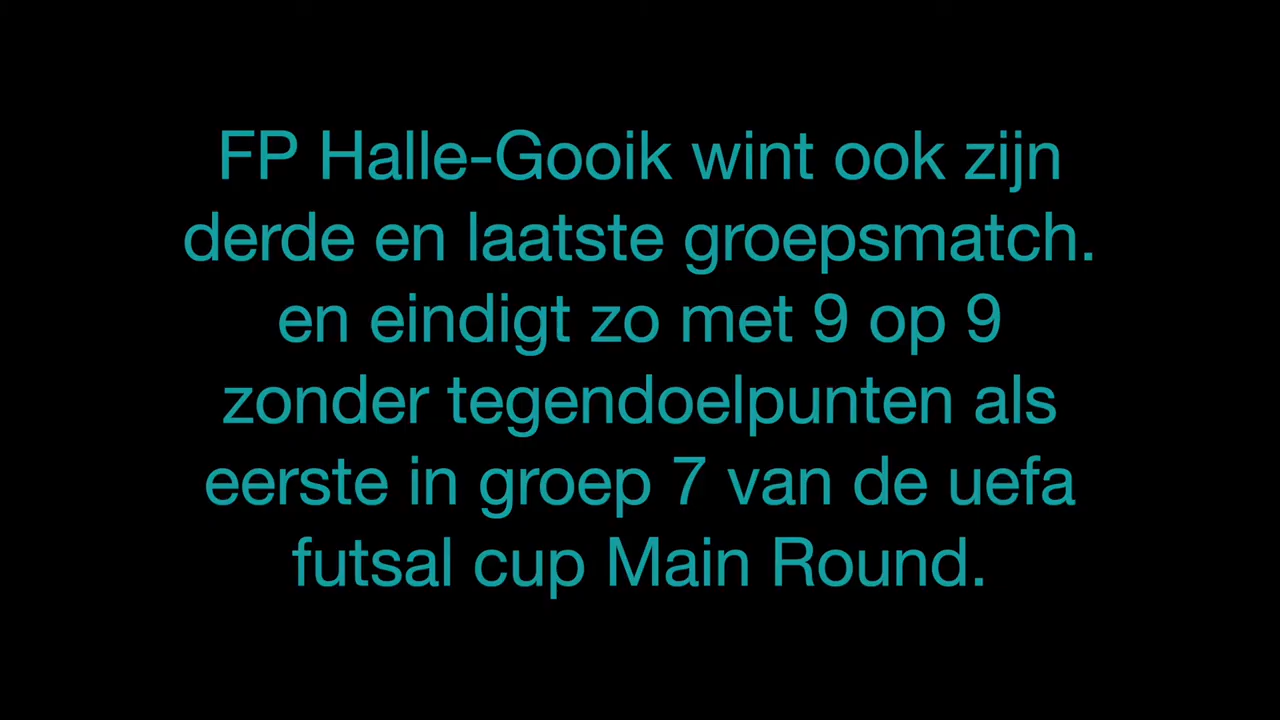 FP Halle-Gooik wint ook zijn
derde en laatste groepsmatch.
en eindigt zo met 9 op 9
zonder tegendoelpunten als
eerste in groep 7 van de uefa
futsal cup Main Round.